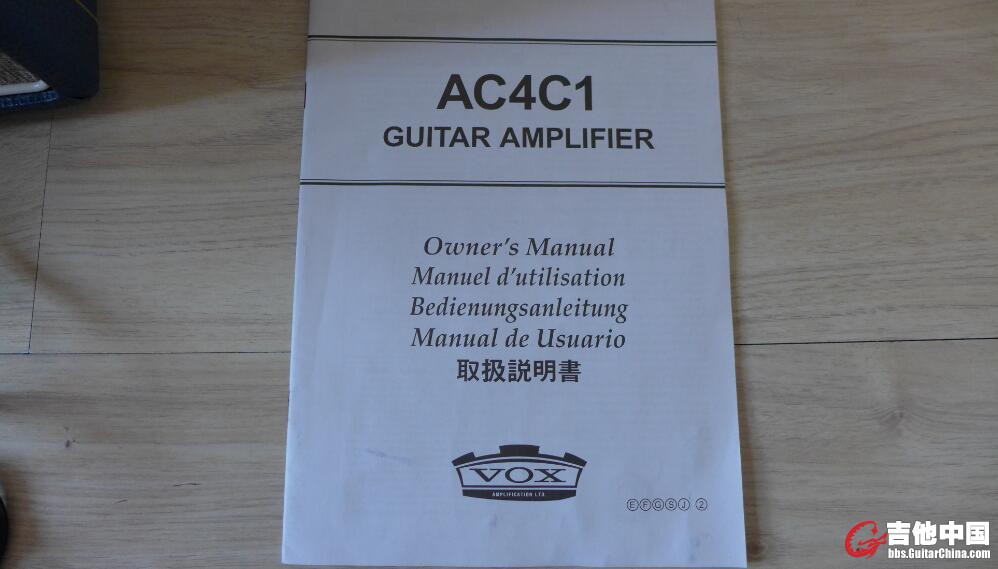 AC4C1
GUITAR AMPLIFIER
Owner's Manual
Manuel d'utilisation
Bedienungsanleitung
Manual de Usuario
取扱説明書
VOX
AMPLIFICATION LTD.
ⒺⒻⒼⓈⒿ ②
吉他中国
bbs.GuitarChina.com